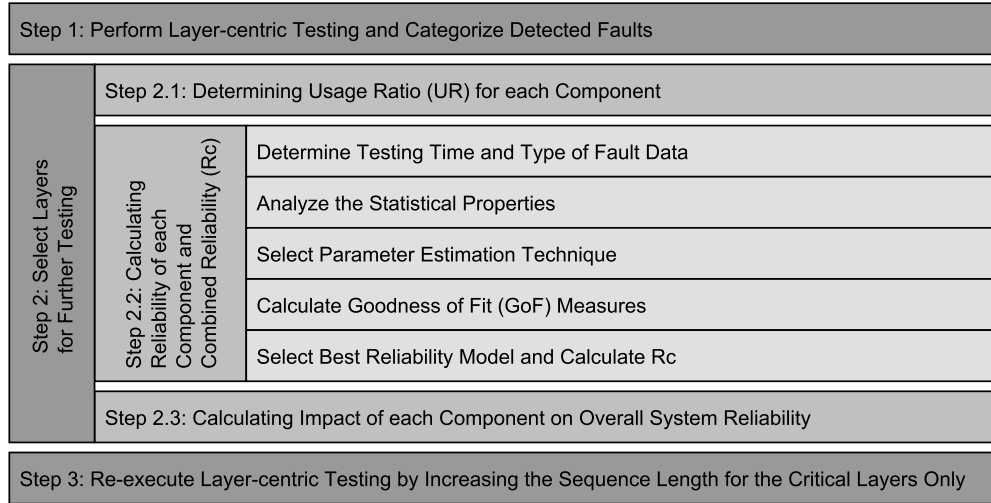 Step 1: Perform Layer-centric Testing and Categorize Detected Faults
Step 2: Select Layers
for Further Testing
Step 2.1: Determining Usage Ratio (UR) for each Component
Step 2.2: Calculating
Reliability of each
Component and
Combined Reliability (Rc)
Determine Testing Time and Type of Fault Data
Analyze the Statistical Properties
Select Parameter Estimation Technique
Calculate Goodness of Fit (GoF) Measures
Select Best Reliability Model and Calculate Rc
Step 2.3: Calculating Impact of each Component on Overall System Reliability
Step 3: Re-execute Layer-centric Testing by Increasing the Sequence Length for the Critical Layers Only